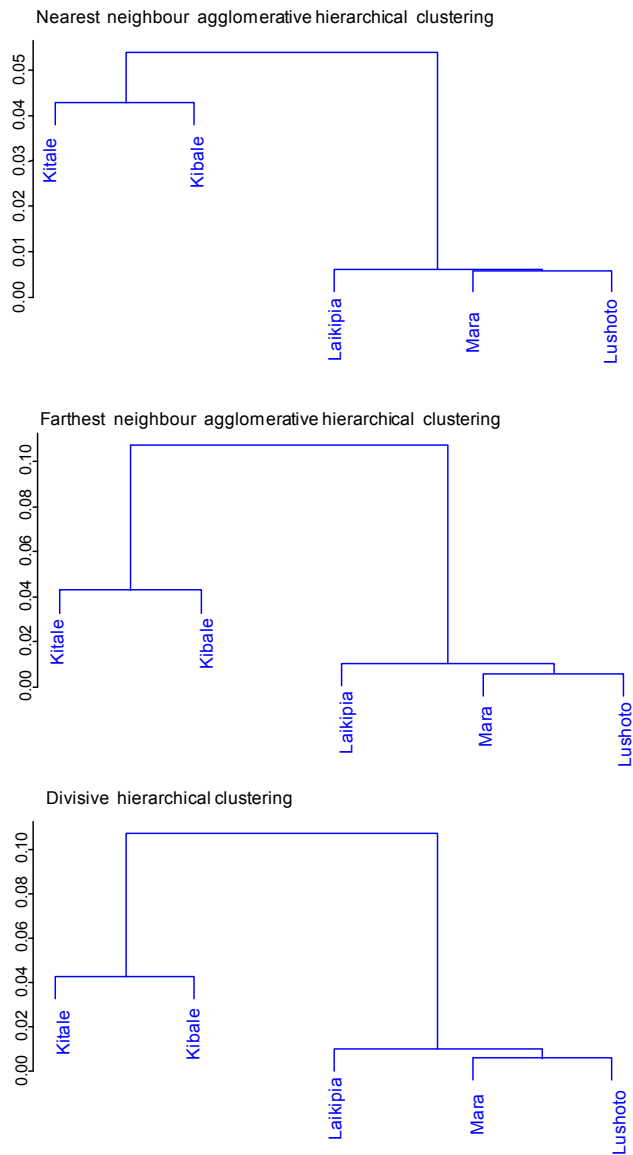 Nearest neighbour agglomerative hierarchical clustering
0.05
0.04
0.03
0.02
0.01
0.00
Kitale
Kibale
Laikipia
Mara
Lushoto
Farthest neighbour agglomerative hierarchical clustering
0.10
0.08
0.06
0.04
0.02
0.00
Kitale
Kibale
Laikipia
Mara
Lushoto
Divisive hierarchical clustering
0.10
0.08
0.06
0.04
0.02
0.00
Kitale
Kibale
Laikipia
Mara
Lushoto